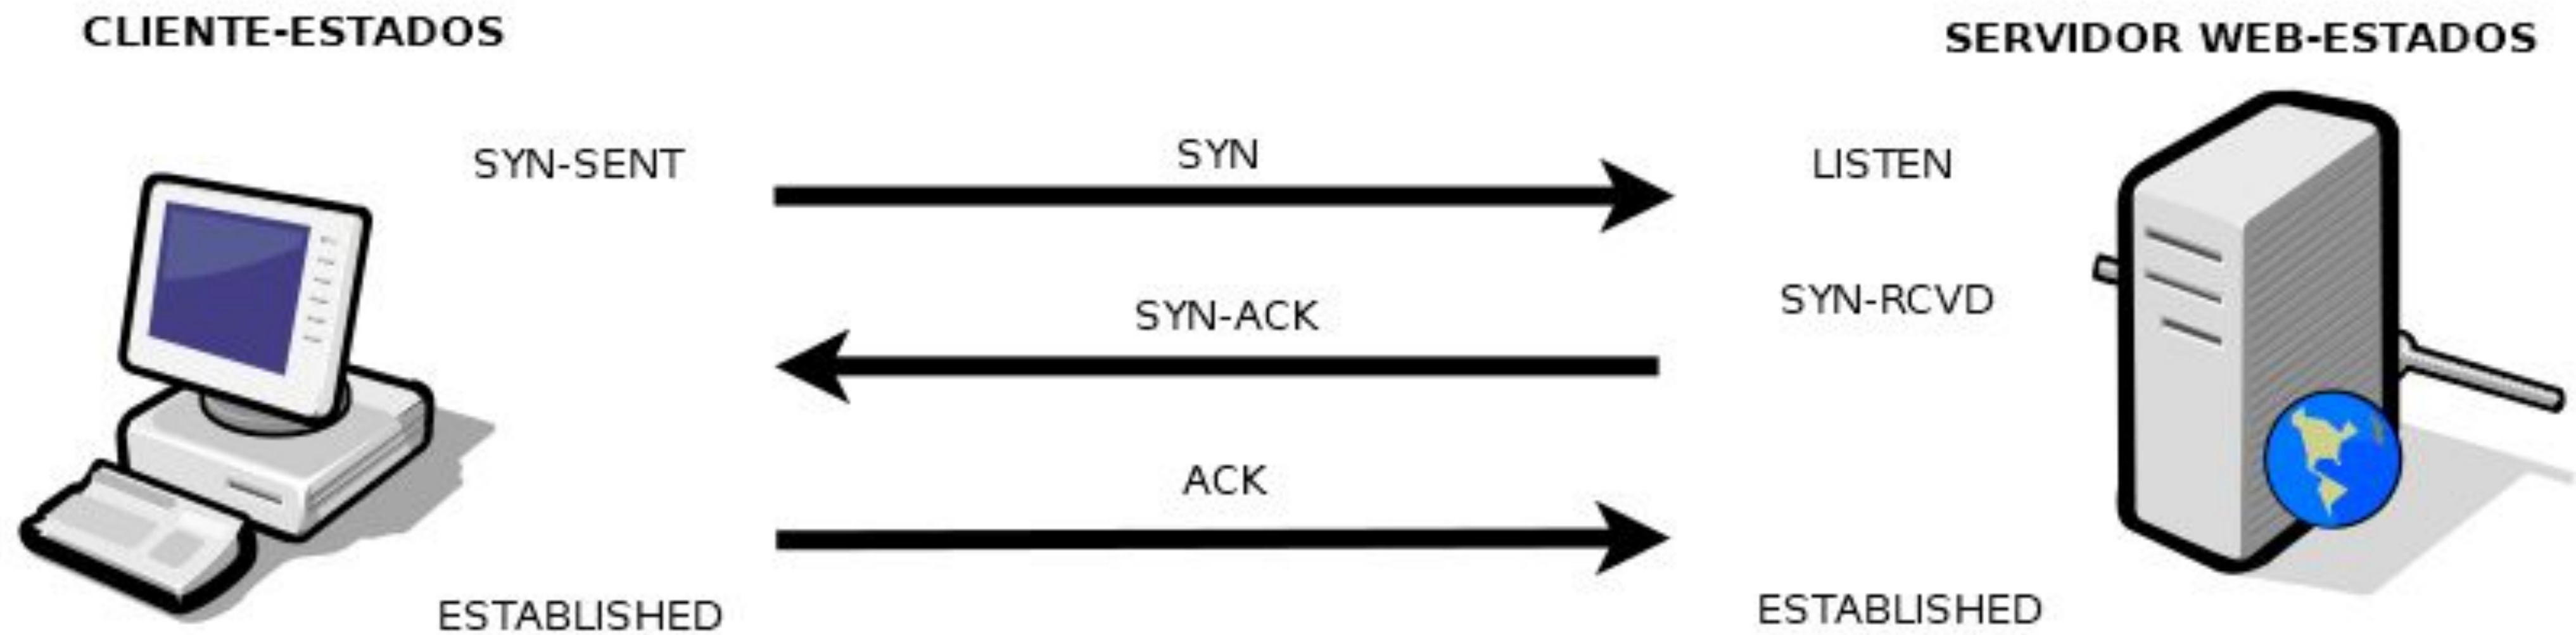 CLIENTE-ESTADOS
SERVIDOR WEB-ESTADOS
SYN-SENT
SYN
LISTEN
SYN-ACK
SYN-RCVD
ACK
ESTABLISHED
ESTABLISHED